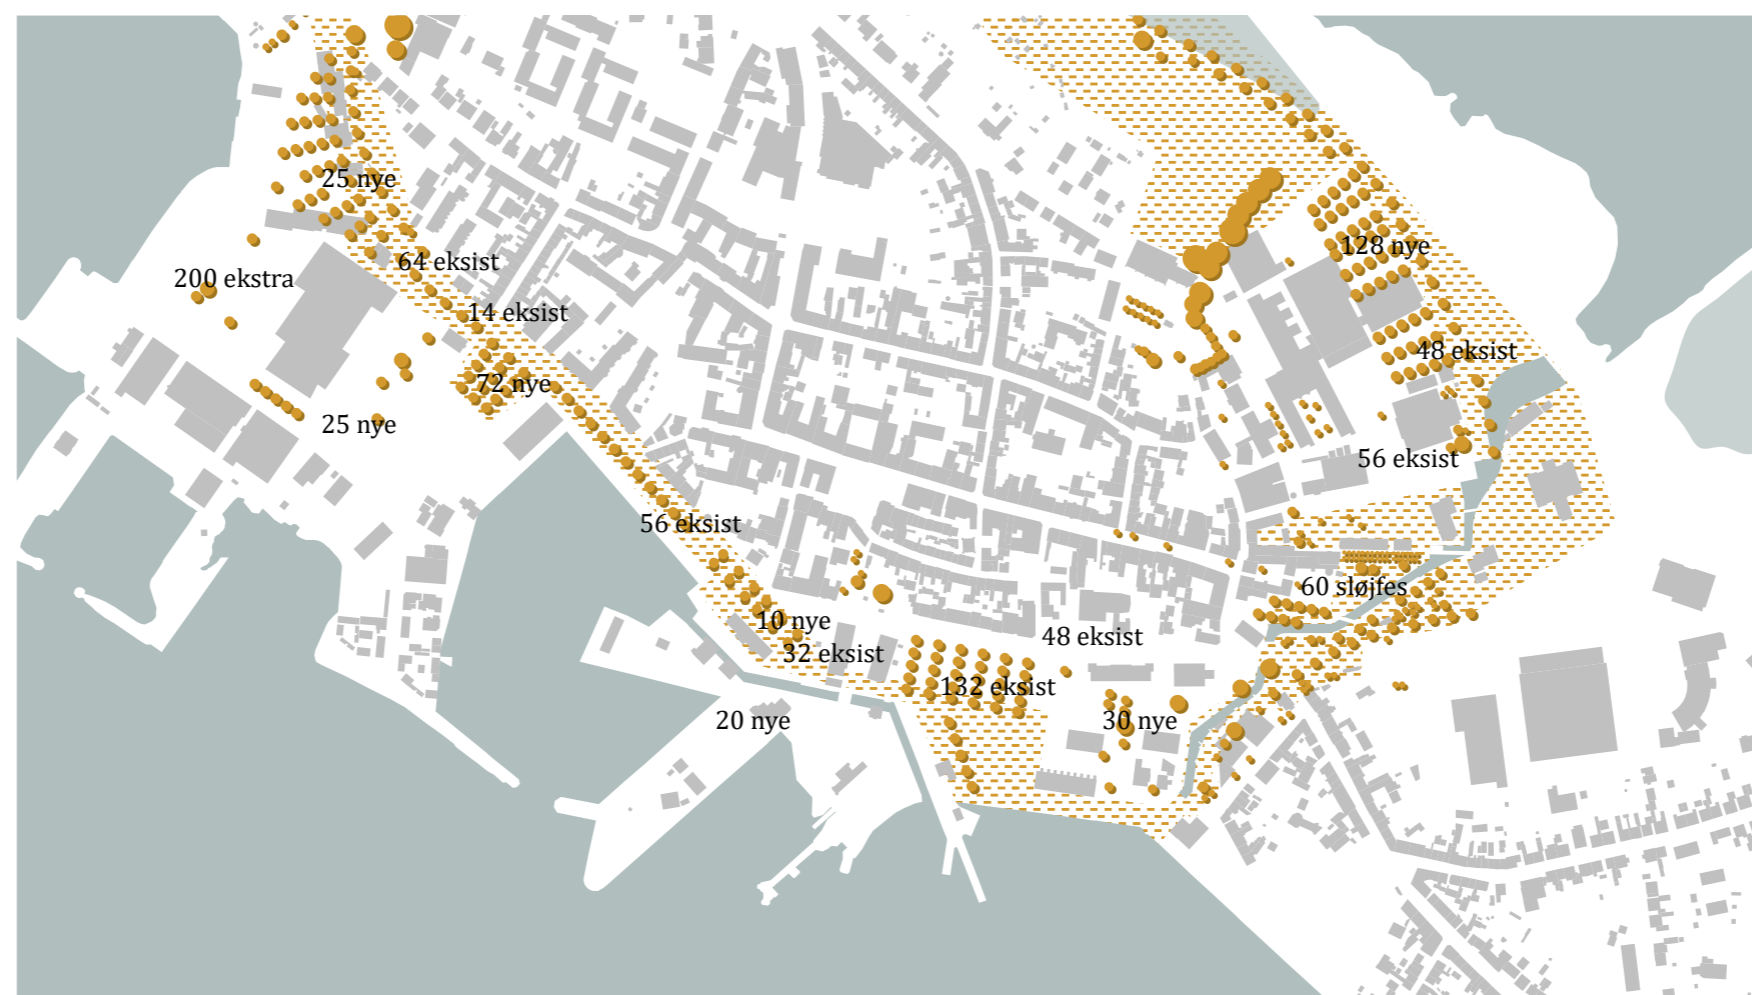 25 nye
128 nye
64 eksist
200 ekstra
14 eksist
48 eksist
72 nye
25 nye
56 eksist
56 eksist
60 sløjfes
10 nye
48 eksist
32 eksist
132 eksist
20 nye
30 nye